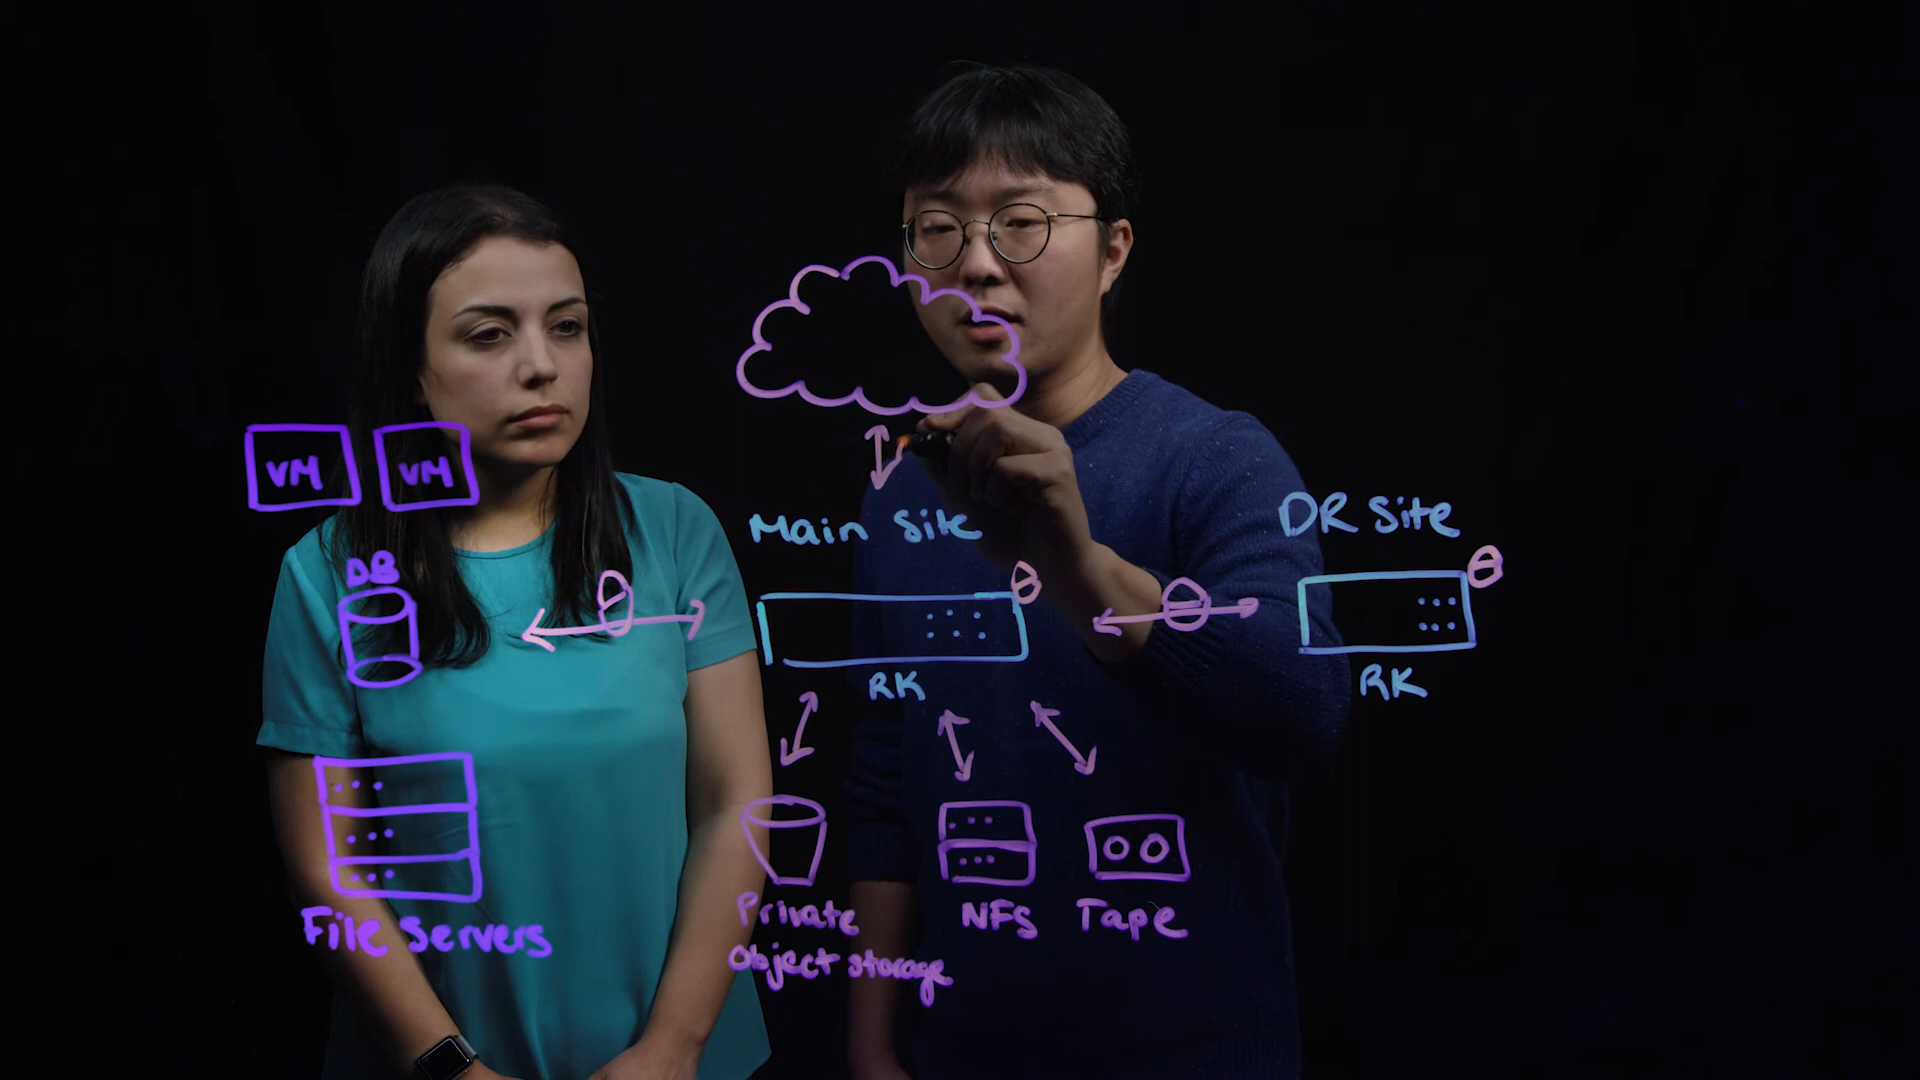 VM
VM
Main Site
DR Site
DB
RK
RK
File Servers
Private
object storage
NFS
Tape